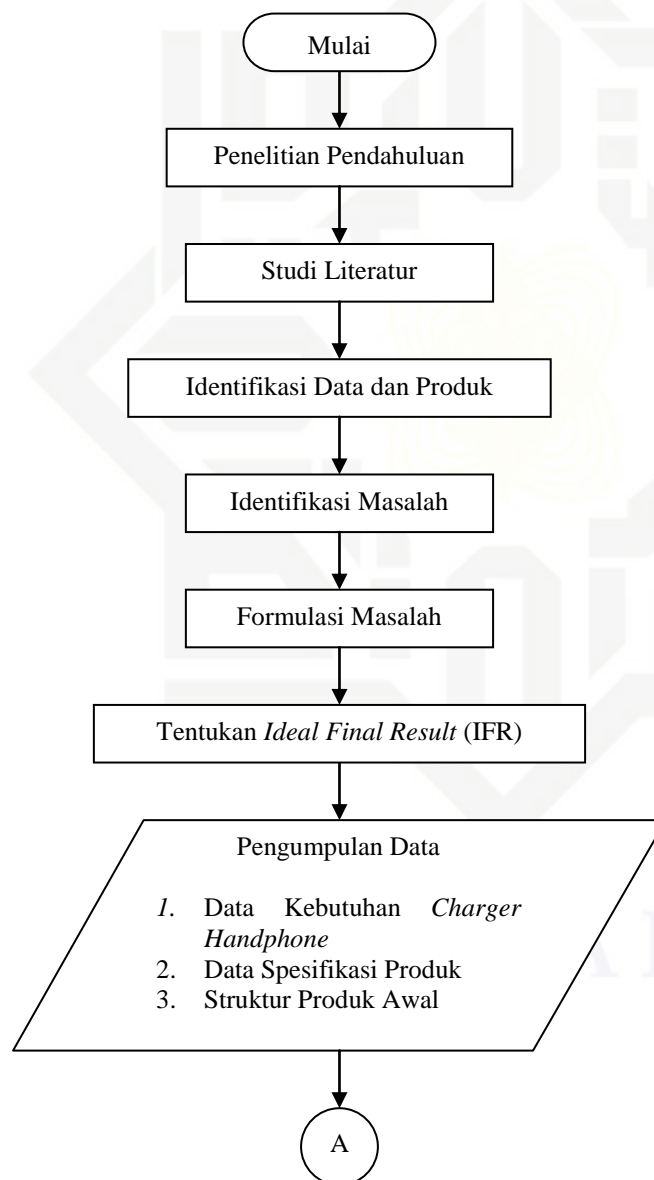 Mulai
Penelitian Pendahuluan
Studi Literatur
Identifikasi Data dan Produk
Identifikasi Masalah
Formulasi Masalah
Tentukan Ideal Final Result (IFR)
Pengumpulan Data
1. Data Kebutuhan Charger
Handphone
2. Data Spesifikasi Produk
3. Struktur Produk Awal
A